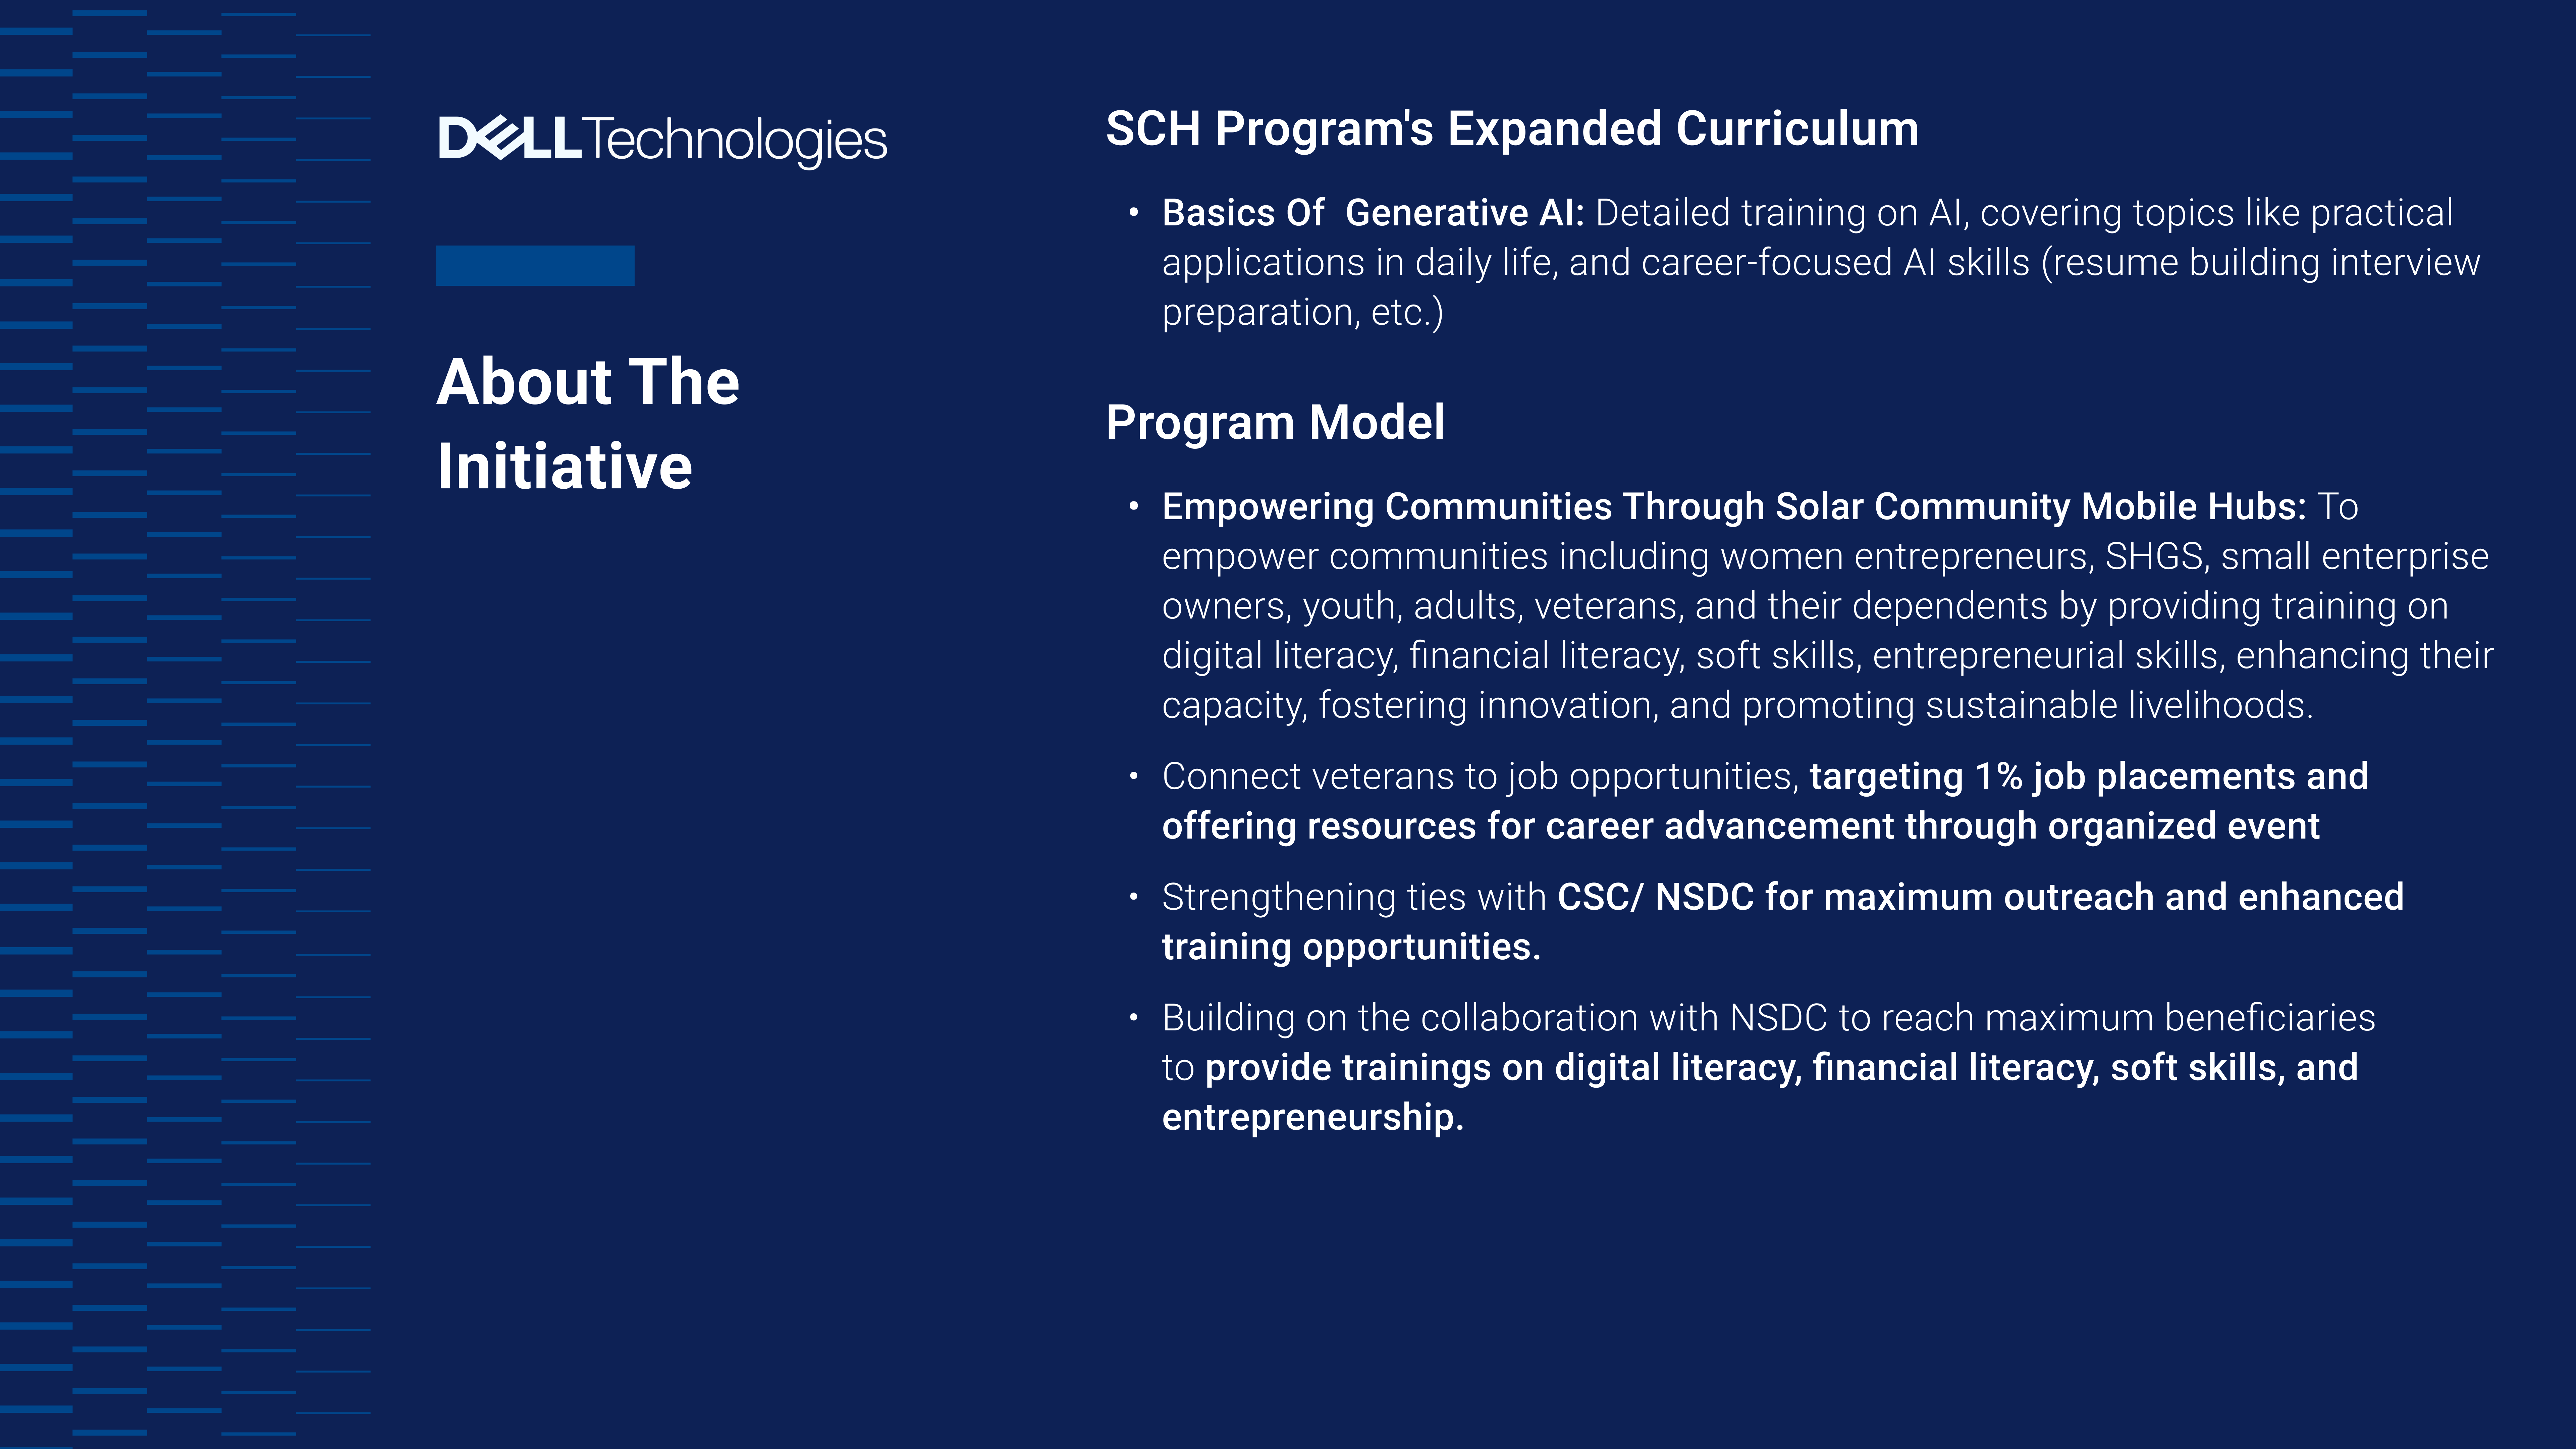 DELLTechnologies
About The
Initiative
SCH Program's Expanded Curriculum
• Basics Of  Generative AI: Detailed training on AI, covering topics like practical
applications in daily life, and career-focused AI skills (resume building interview
preparation, etc.)
Program Model
• Empowering Communities Through Solar Community Mobile Hubs: To
empower communities including women entrepreneurs, SHGS, small enterprise
owners, youth, adults, veterans, and their dependents by providing training on
digital literacy, financial literacy, soft skills, entrepreneurial skills, enhancing their
capacity, fostering innovation, and promoting sustainable livelihoods.
• Connect veterans to job opportunities, targeting 1% job placements and
offering resources for career advancement through organized event
• Strengthening ties with CSC/ NSDC for maximum outreach and enhanced
training opportunities.
• Building on the collaboration with NSDC to reach maximum beneficiaries
to provide trainings on digital literacy, financial literacy, soft skills, and
entrepreneurship.